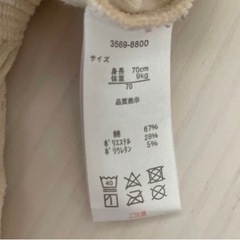 3569-8800
サイズ
身長 70cm
体重 9kg
70
品質表示
綿 67%
ポリエステル 28%
ポリウレタン 5%
40